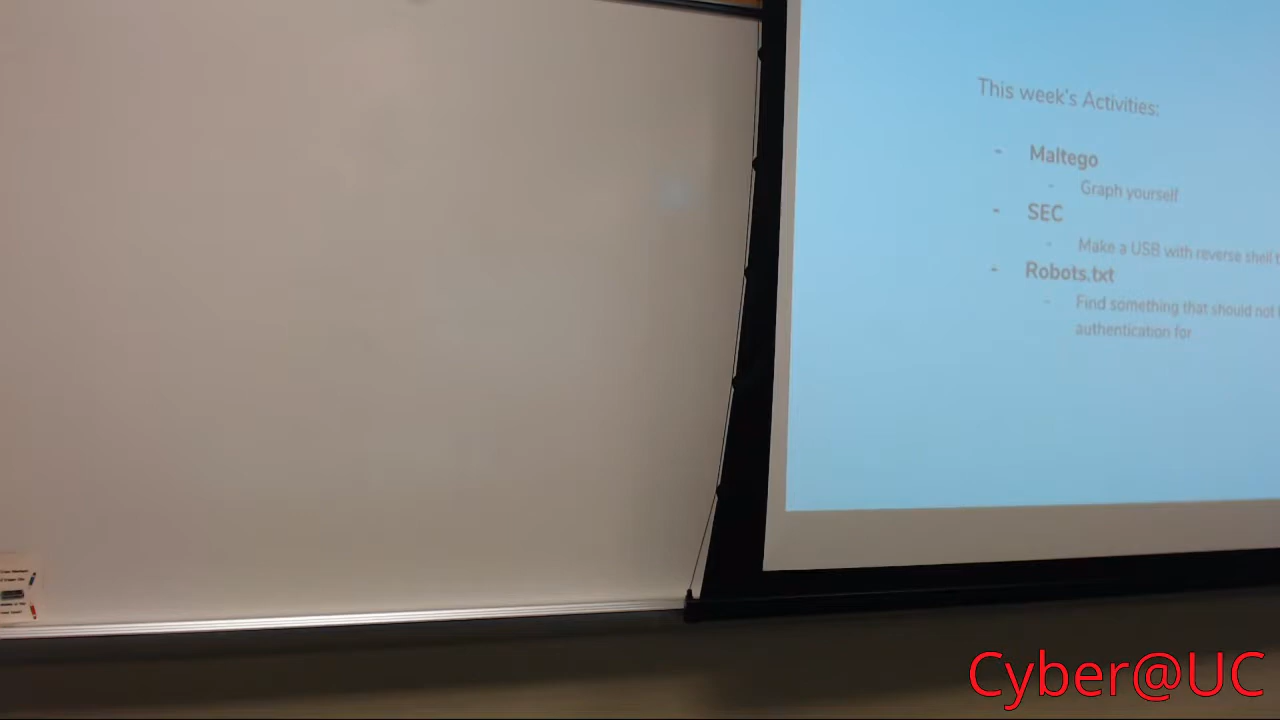 This week's Activities:
- Maltego
- Graph yourself
- SEC
- Make a USB with reverse shell
- Robots.txt
- Find something that should not
authentication for
Cyber@UC